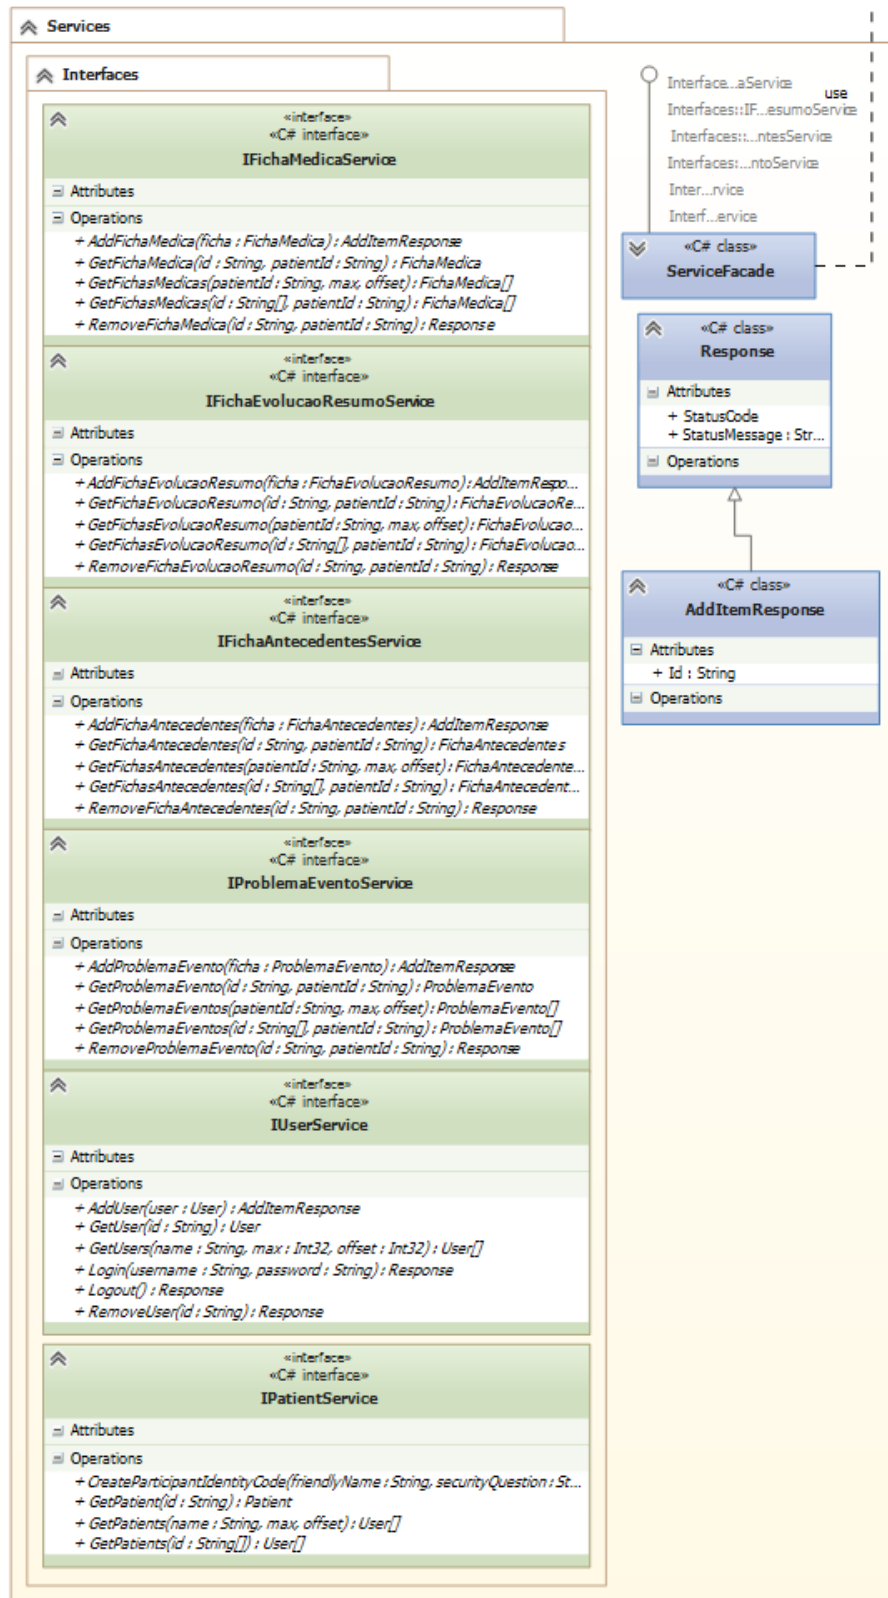 Services
Interfaces
«interface»
«C# interface»
IFichaMedicaService
Attributes
Operations
+ AddFichaMedica(ficha : FichaMedica) : AddItemResponse
+ GetFichaMedica(id : String, patientId : String) : FichaMedica
+ GetFichasMedicas(patientId : String, max, offset) : FichaMedica[]
+ GetFichasMedicas(id : String[], patientId : String) : FichaMedica[]
+ RemoveFichaMedica(id : String, patientId : String) : Response
«interface»
«C# interface»
IFichaEvolucaoResumoService
Attributes
Operations
+ AddFichaEvolucaoResumo(ficha : FichaEvolucaoResumo) : AddItemRespo...
+ GetFichaEvolucaoResumo(id : String, patientId : String) : FichaEvolucaoRe...
+ GetFichasEvolucaoResumo(patientId : String, max, offset) : FichaEvolucao...
+ GetFichasEvolucaoResumo(id : String[], patientId : String) : FichaEvolucao...
+ RemoveFichaEvolucaoResumo(id : String, patientId : String) : Response
«interface»
«C# interface»
IFichaAntecedentesService
Attributes
Operations
+ AddFichaAntecedentes(ficha : FichaAntecedentes) : AddItemResponse
+ GetFichaAntecedentes(id : String, patientId : String) : FichaAntecedentes
+ GetFichasAntecedentes(patientId : String, max, offset) : FichaAntecedente...
+ GetFichasAntecedentes(id : String[], patientId : String) : FichaAntecedent...
+ RemoveFichaAntecedentes(id : String, patientId : String) : Response
«interface»
«C# interface»
IProblemaEventoService
Attributes
Operations
+ AddProblemaEvento(ficha : ProblemaEvento) : AddItemResponse
+ GetProblemaEvento(id : String, patientId : String) : ProblemaEvento
+ GetProblemaEventos(patientId : String, max, offset) : ProblemaEvento[]
+ GetProblemaEventos(id : String[], patientId : String) : ProblemaEvento[]
+ RemoveProblemaEvento(id : String, patientId : String) : Response
«interface»
«C# interface»
IUserService
Attributes
Operations
+ AddUser(user : User) : AddItemResponse
+ GetUser(id : String) : User
+ GetUsers(name : String, max : Int32, offset : Int32) : User[]
+ Login(username : String, password : String) : Response
+ Logout() : Response
+ RemoveUser(id : String) : Response
«interface»
«C# interface»
IPatientService
Attributes
Operations
+ CreateParticipantIdentityCode(friendlyName : String, securityQuestion : St...
+ GetPatient(id : String) : Patient
+ GetPatients(name : String, max, offset) : User[]
+ GetPatients(id : String[]) : User[]
Interface...aService
use
Interfaces::IF...esumoService
Interfaces::...ntesService
Interfaces:...ntoService
Inter...rvice
Interf...ervice
«C# class»
ServiceFacade
«C# class»
Response
Attributes
+ StatusCode
+ StatusMessage : Str...
Operations
«C# class»
AddItemResponse
Attributes
+ Id : String
Operations